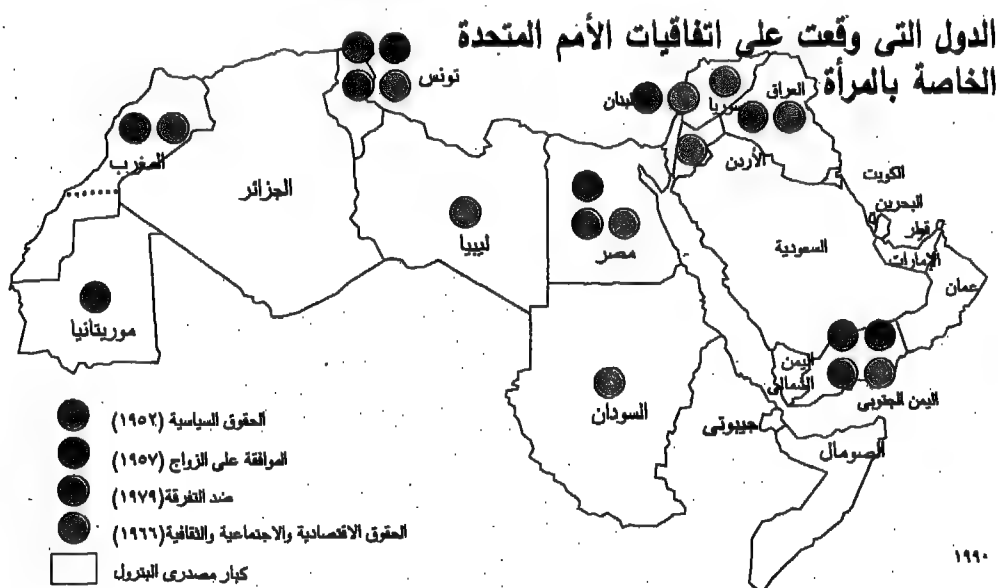 الدول التى وقعت على اتفاقيات الأمم المتحدة
الخاصة بالمرأة
تونس
لبنان
سوريا
العراق
المغرب
الجزائر
ليبيا
مصر
الأردن
الكويت
البحرين
قطر
الإمارات
السعودية
عمان
موريتانيا
السودان
اليمن
الشمالى
اليمن الجنوبى
جيبوتى
الصومال
الحقوق السياسية (١٩٥٢)
الموافقة على الزواج (١٩٥٧)
ضد التفرقة (١٩٧٩)
الحقوق الاقتصادية والاجتماعية والثقافية (١٩٦٦)
كبار مصدرى البترول
١٩٩٠